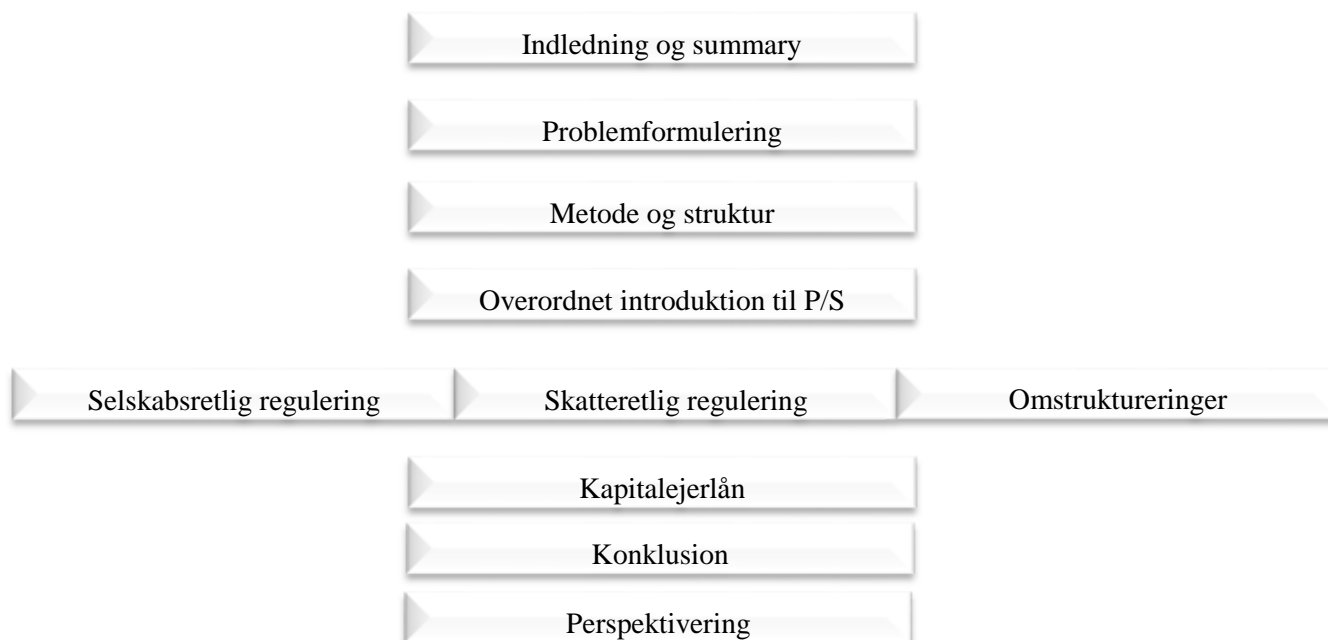 Indledning og summary
Problemformulering
Metode og struktur
Overordnet introduktion til P/S
Selskabsretlig regulering
Skatteretlig regulering
Omstruktureringer
Kapitalejerlån
Konklusion
Perspektivering